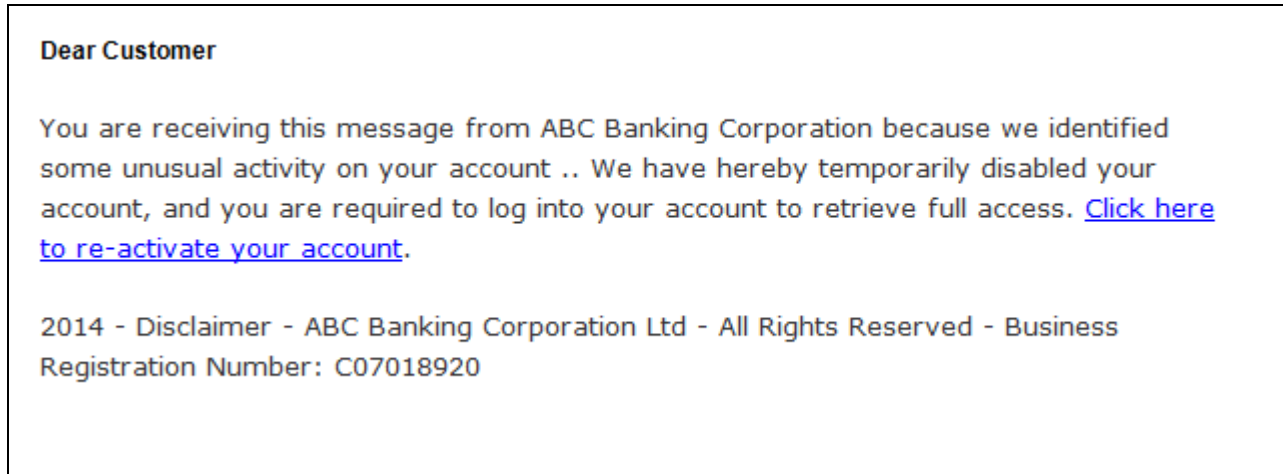 Dear Customer
You are receiving this message from ABC Banking Corporation because we identified
some unusual activity on your account .. We have hereby temporarily disabled your
account, and you are required to log into your account to retrieve full access. Click here
to re-activate your account.
2014 - Disclaimer - ABC Banking Corporation Ltd - All Rights Reserved - Business
Registration Number: C07018920